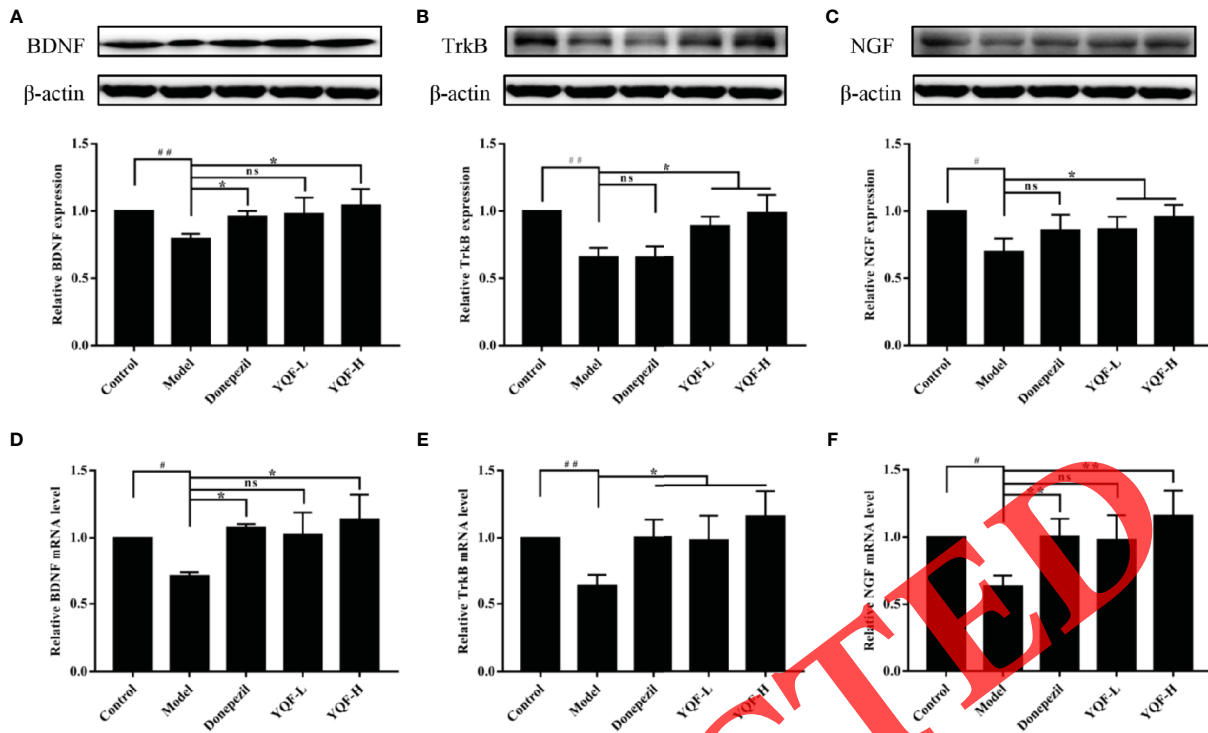 A
BDNF
β-actin
Relative BDNF expression
1.5
1.0
0.5
0.0
##
*
ns
*
Control
Model
Donepezil
YQF-L
YQF-H
B
TrkB
β-actin
Relative TrkB expression
1.5
1.0
0.5
0.0
##
*
ns
Control
Model
Donepezil
YQF-L
YQF-H
C
NGF
β-actin
Relative NGF expression
1.5
1.0
0.5
0.0
#
*
ns
Control
Model
Donepezil
YQF-L
YQF-H
D
Relative BDNF mRNA level
1.5
1.0
0.5
0.0
#
*
ns
*
Control
Model
Donepezil
YQF-L
YQF-H
E
Relative TrkB mRNA level
1.5
1.0
0.5
0.0
##
*
Control
Model
Donepezil
YQF-L
YQF-H
F
Relative NGF mRNA level
1.5
1.0
0.5
0.0
#
**
ns
**
Control
Model
Donepezil
YQF-L
YQF-H
CTED